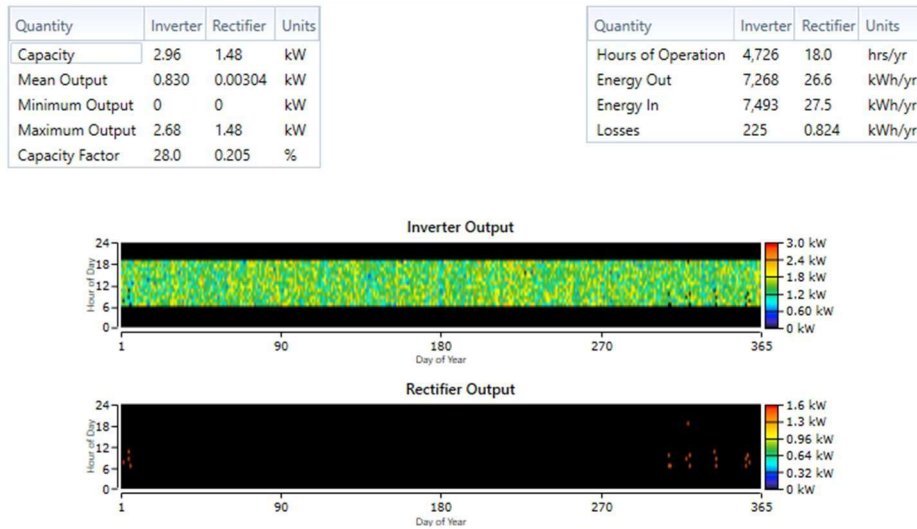 Quantity Inverter Rectifier Units
Capacity 2.96 1.48 kW
Mean Output 0.830 0.00304 kW
Minimum Output 0 0 kW
Maximum Output 2.68 1.48 kW
Capacity Factor 28.0 0.205 %
Quantity Inverter Rectifier Units
Hours of Operation 4,726 18.0 hrs/yr
Energy Out 7,268 26.6 kWh/yr
Energy In 7,493 27.5 kWh/yr
Losses 225 0.824 kWh/yr
Inverter Output
Hour of Day
24
18
12
6
0
1 90 180 270 365
Day of Year
3.0 kW
2.4 kW
1.8 kW
1.2 kW
0.60 kW
0 kW
Rectifier Output
Hour of Day
24
18
12
6
0
1 90 180 270 365
Day of Year
1.6 kW
1.3 kW
0.96 kW
0.64 kW
0.32 kW
0 kW